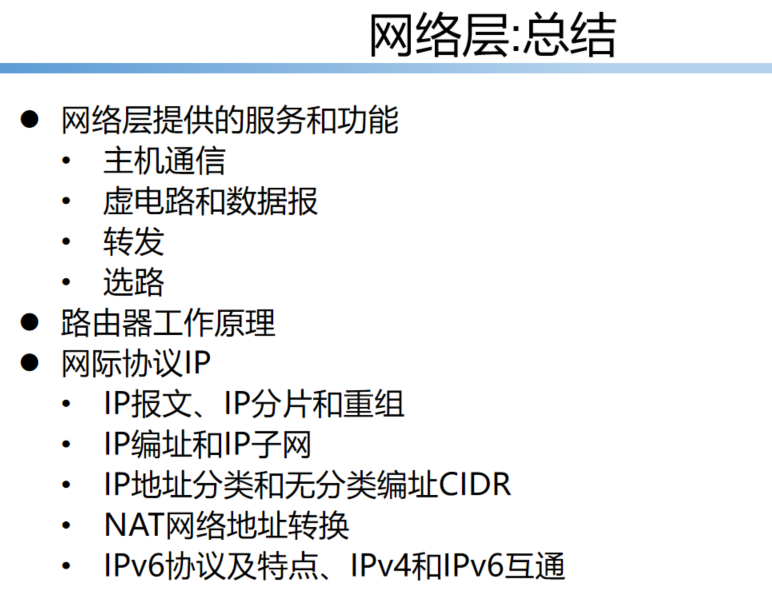 网络层:总结
● 网络层提供的服务和功能
• 主机通信
• 虚电路和数据报
• 转发
• 选路
● 路由器工作原理
● 网际协议IP
• IP报文、IP分片和重组
• IP编址和IP子网
• IP地址分类和无分类编址CIDR
• NAT网络地址转换
• IPv6协议及特点、IPv4和IPv6互通